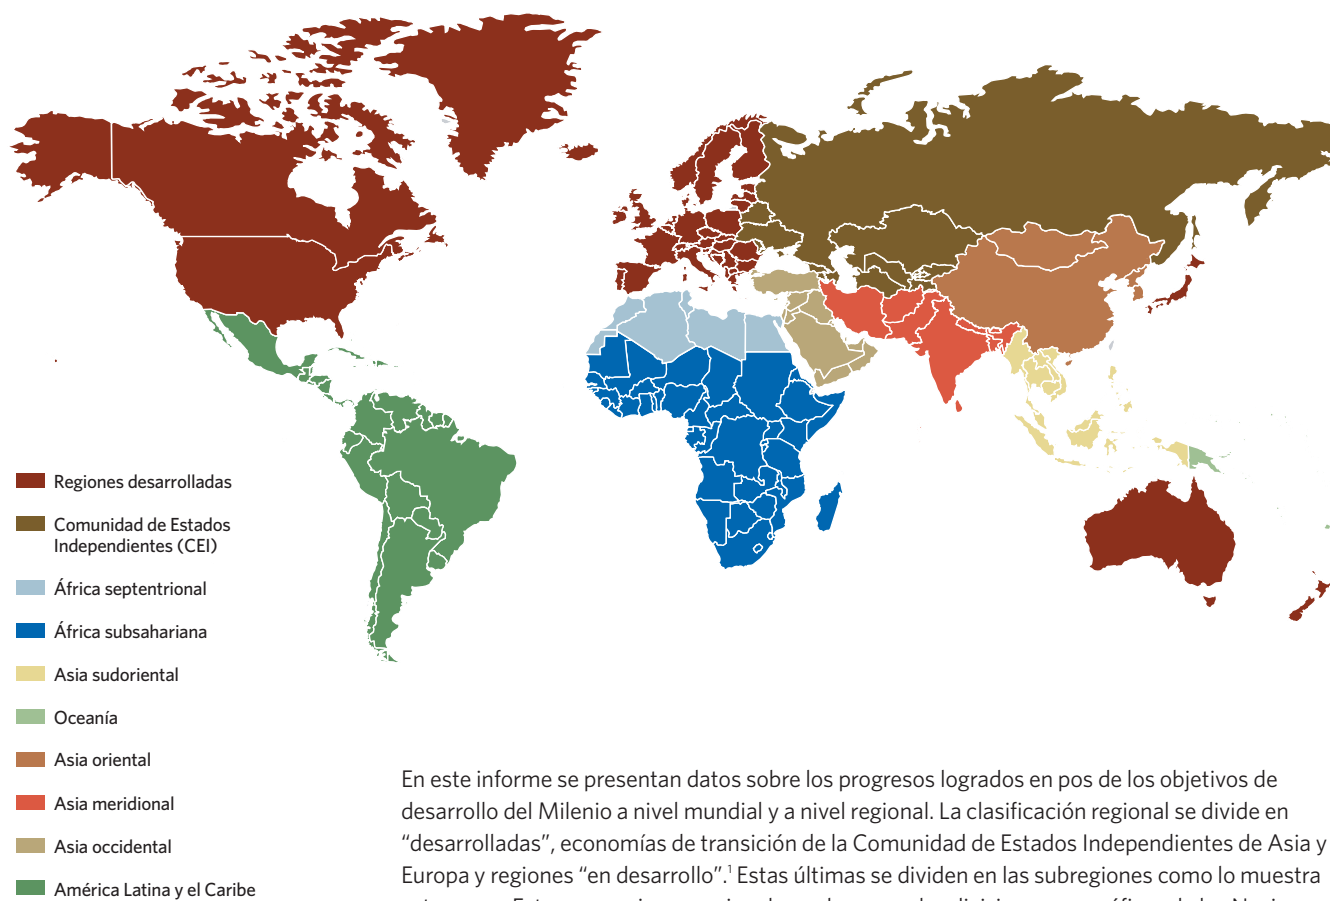 Regiones desarrolladas
Comunidad de Estados
Independientes (CEI)
África septentrional
África subsahariana
Asia sudoriental
Oceanía
Asia oriental
Asia meridional
Asia occidental
América Latina y el Caribe
En este informe se presentan datos sobre los progresos logrados en pos de los objetivos de
desarrollo del Milenio a nivel mundial y a nivel regional. La clasificación regional se divide en
“desarrolladas”, economías de transición de la Comunidad de Estados Independientes de Asia y
Europa y regiones “en desarrollo”.¹ Estas últimas se dividen en las subregiones como lo muestra